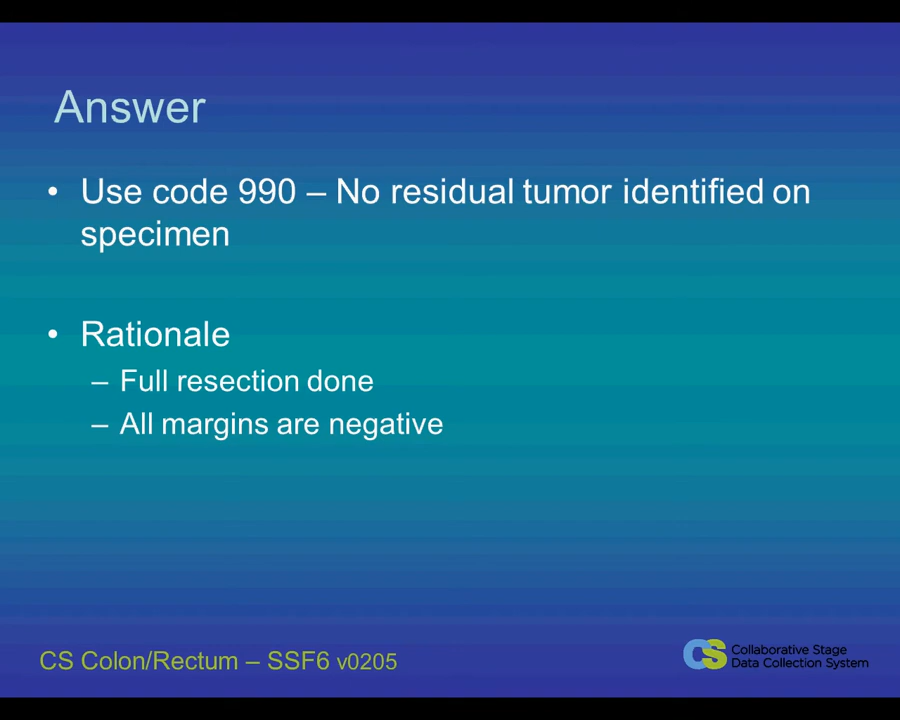 Answer
• Use code 990 – No residual tumor identified on
specimen
• Rationale
– Full resection done
– All margins are negative
CS Colon/Rectum – SSF6 v0205
CS Collaborative Stage
Data Collection System